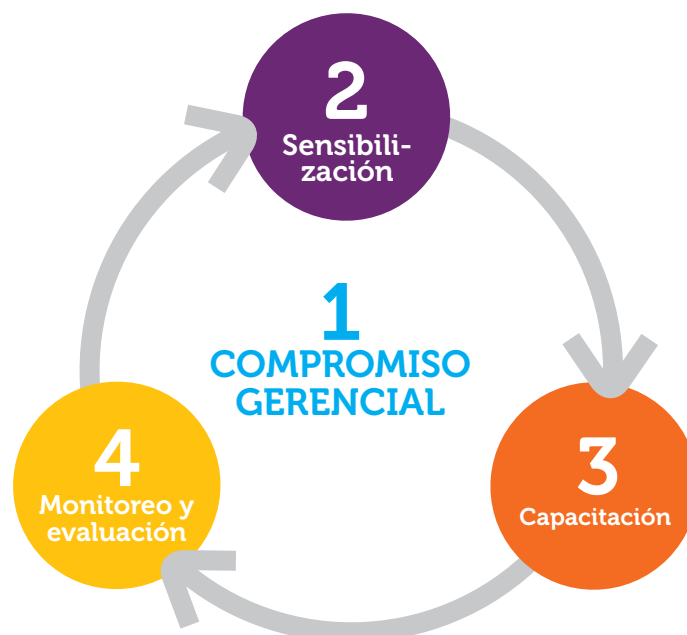 2
Sensibili-
zación
1
COMPROMISO
GERENCIAL
4
Monitoreo y
evaluación
3
Capacitación